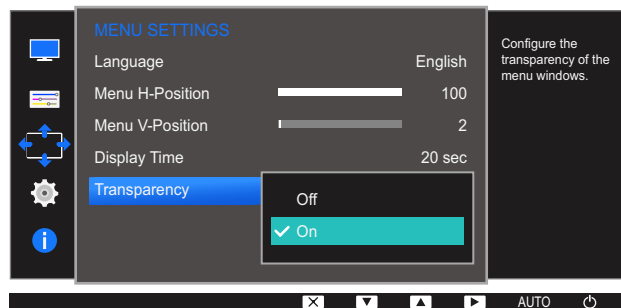 MENU SETTINGS
Language English
Menu H-Position 100
Menu V-Position 2
Display Time 20 sec
Transparency
Off
On
Configure the
transparency of the
menu windows.
AUTO